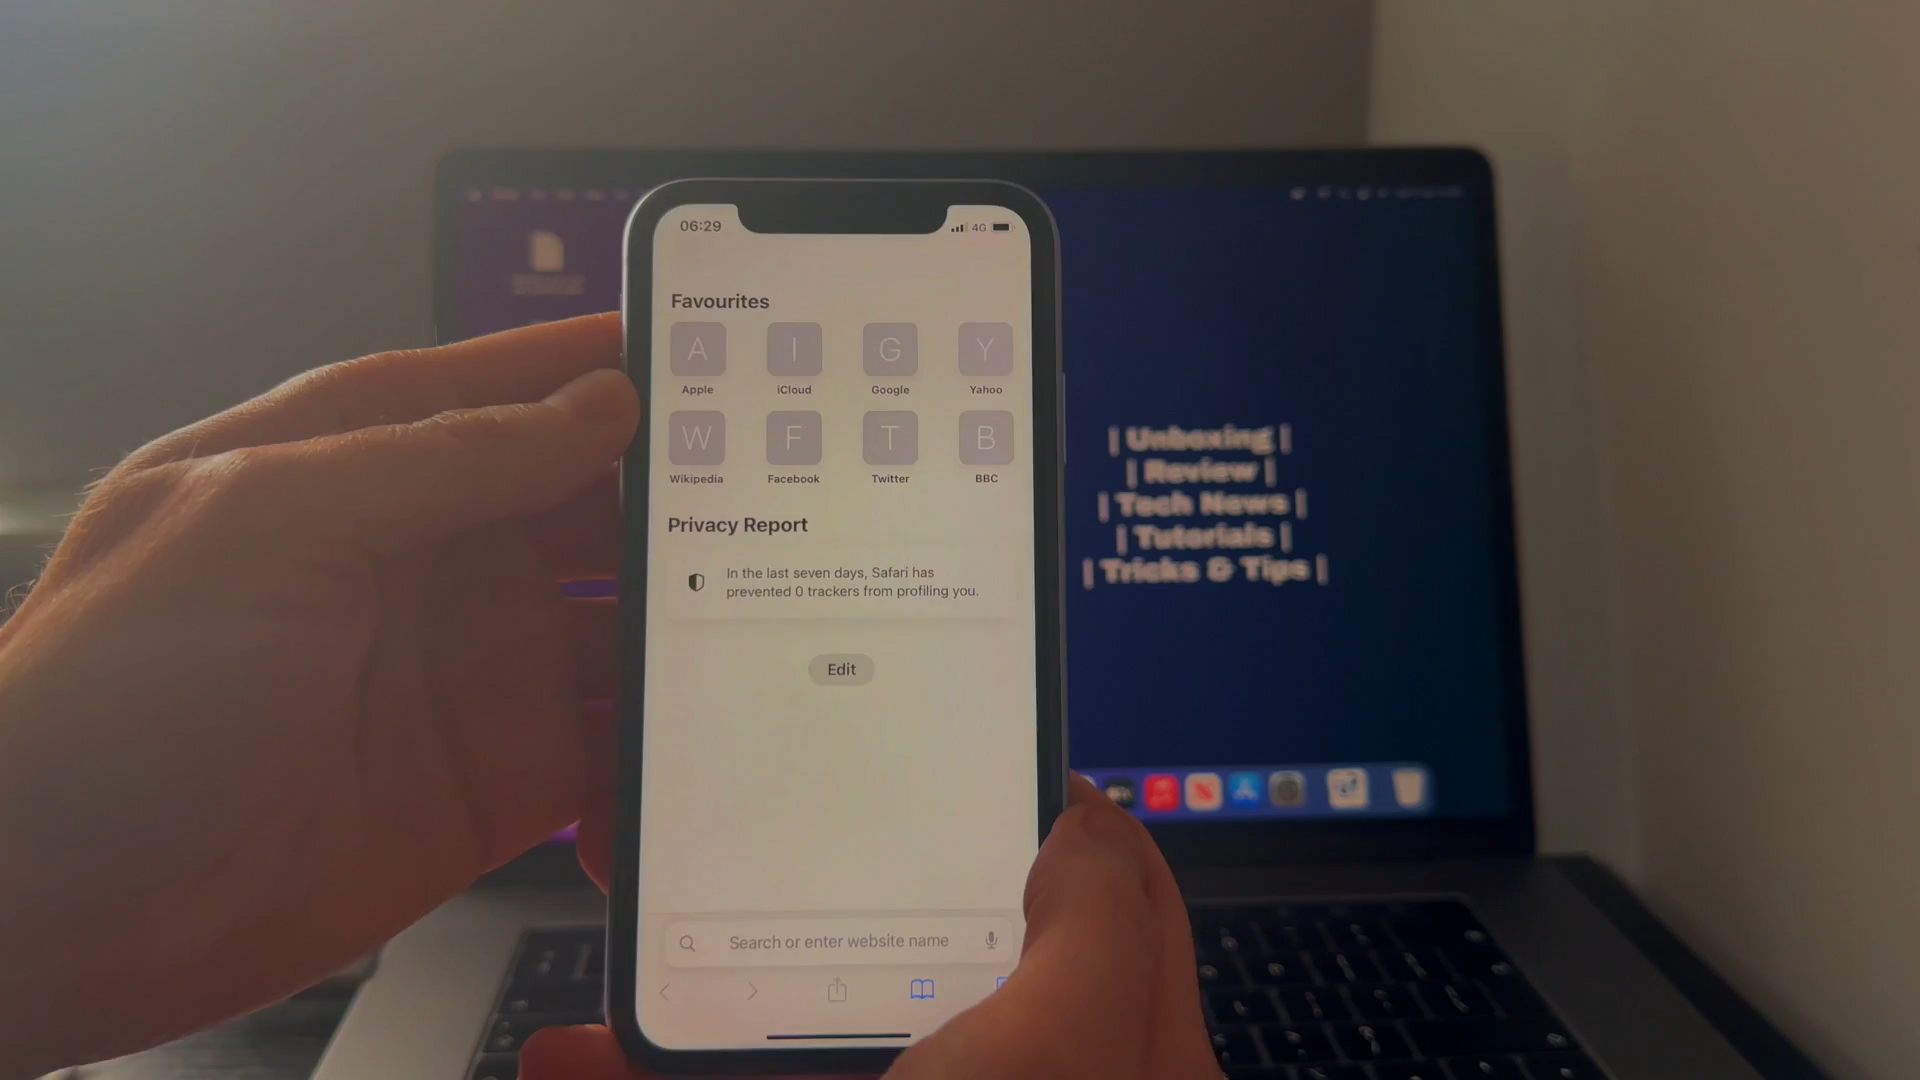 06:29
4G
Favourites
A I G Y
Apple iCloud Google Yahoo
W F T B
Wikipedia Facebook Twitter BBC
Privacy Report
In the last seven days, Safari has
prevented 0 trackers from profiling you.
Edit
Search or enter website name
| Unboxing |
| Review |
| Tech News |
| Tutorials |
| Tricks & Tips |